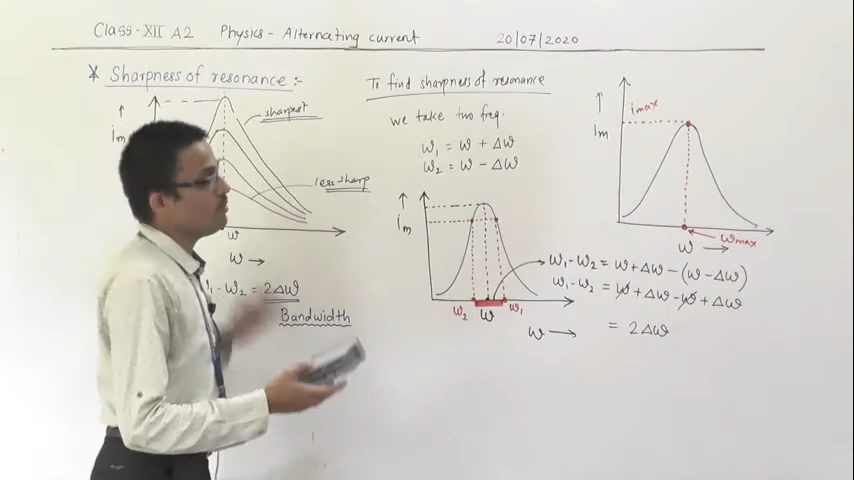 Class-XII A2 Physics - Alternating current 20/07/2020
* Sharpness of resonance :-
↑
im
sharpest
less sharp
ω
ω →
ω₁-ω₂ = 2Δω
Bandwidth
To find sharpness of resonance
we take two freq.
ω₁ = ω + Δω
ω₂ = ω - Δω
↑
im
ω₂ ω ω₁
ω →
↑
im
imax
ωmax
ω →
ω₁-ω₂ = ω+Δω-(ω-Δω)
ω₁-ω₂ = ω+Δω-ω+Δω
= 2Δω